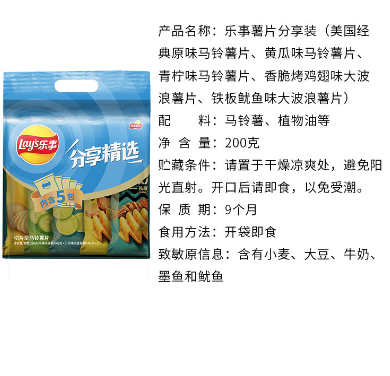 产品名称：乐事薯片分享装（美国经
典原味马铃薯片、黄瓜味马铃薯片、
青柠味马铃薯片、香脆烤鸡翅味大波
浪薯片、铁板鱿鱼味大波浪薯片）
配 料：马铃薯、植物油等
净 含 量：200克
贮藏条件：请置于干燥凉爽处，避免阳
光直射。开口后请即食，以免受潮。
保 质 期：9个月
食用方法：开袋即食
致敏原信息：含有小麦、大豆、牛奶、
墨鱼和鱿鱼
Lay's乐事
分享精选
内含5包